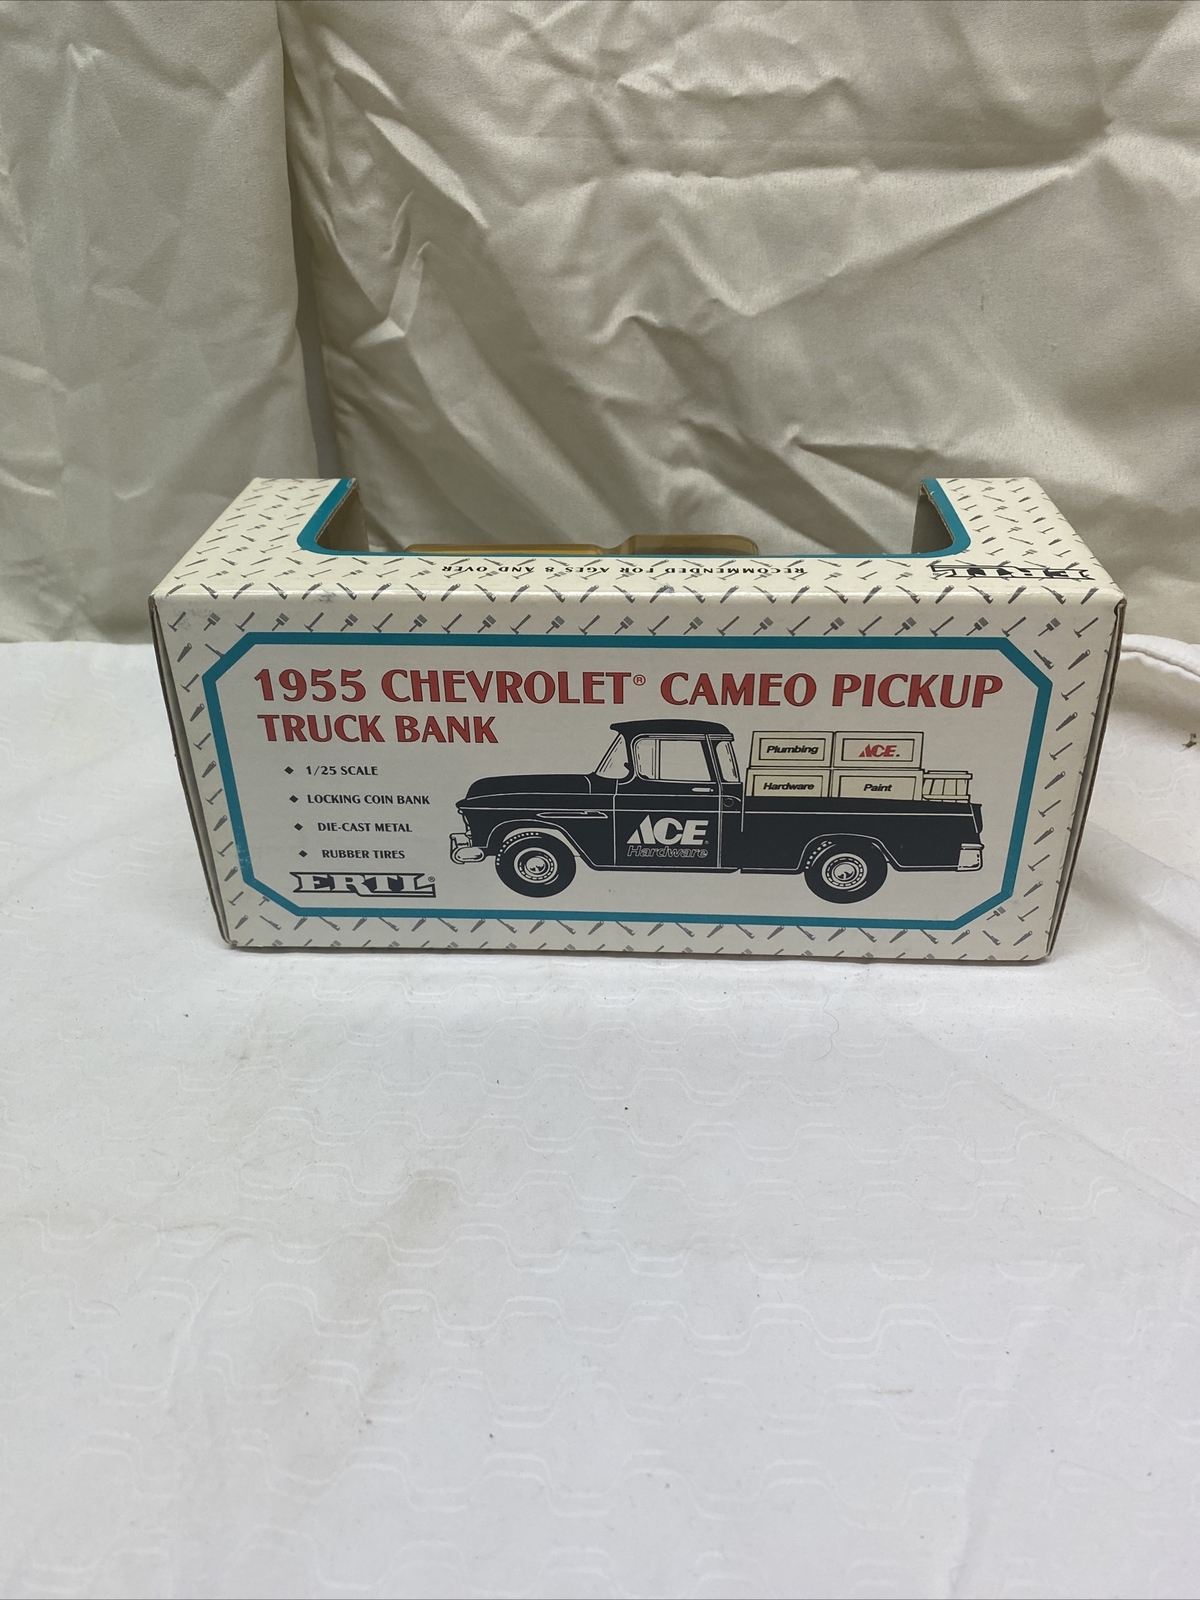 RECOMMENDED FOR AGES 8 AND OVER
ERTL
1955 CHEVROLET® CAMEO PICKUP
TRUCK BANK
◆ 1/25 SCALE
◆ LOCKING COIN BANK
◆ DIE-CAST METAL
◆ RUBBER TIRES
ERTL®
Plumbing
ACE
Hardware
Paint
ACE
Hardware